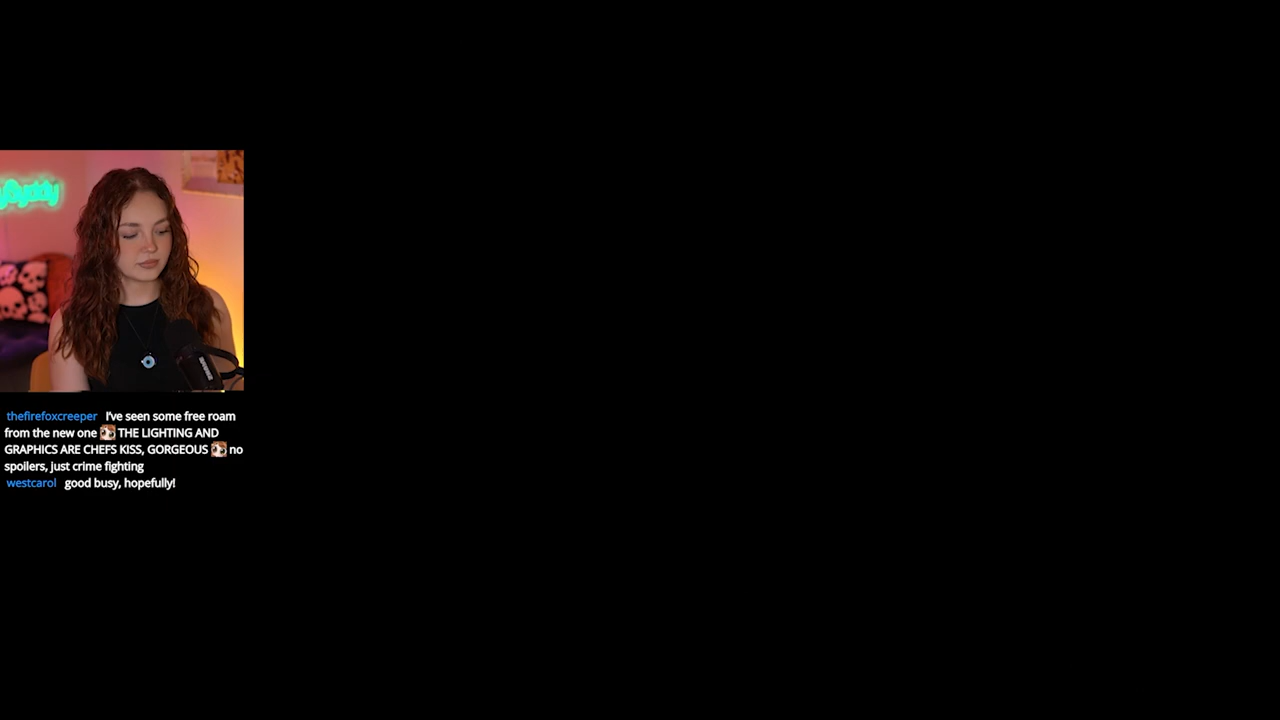 thefirefoxcreeper I've seen some free roam
from the new one THE LIGHTING AND
GRAPHICS ARE CHEFS KISS, GORGEOUS no
spoilers, just crime fighting
westcarol good busy, hopefully!